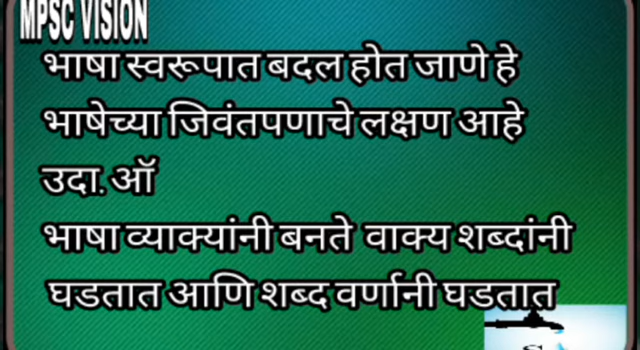 MPSC VISION
भाषा स्वरूपात बदल होत जाणे हे
भाषेच्या जिवंतपणाचे लक्षण आहे
उदा. ऑ
भाषा व्याक्यांनी बनते वाक्य शब्दांनी
घडतात आणि शब्द वर्णानी घडतात